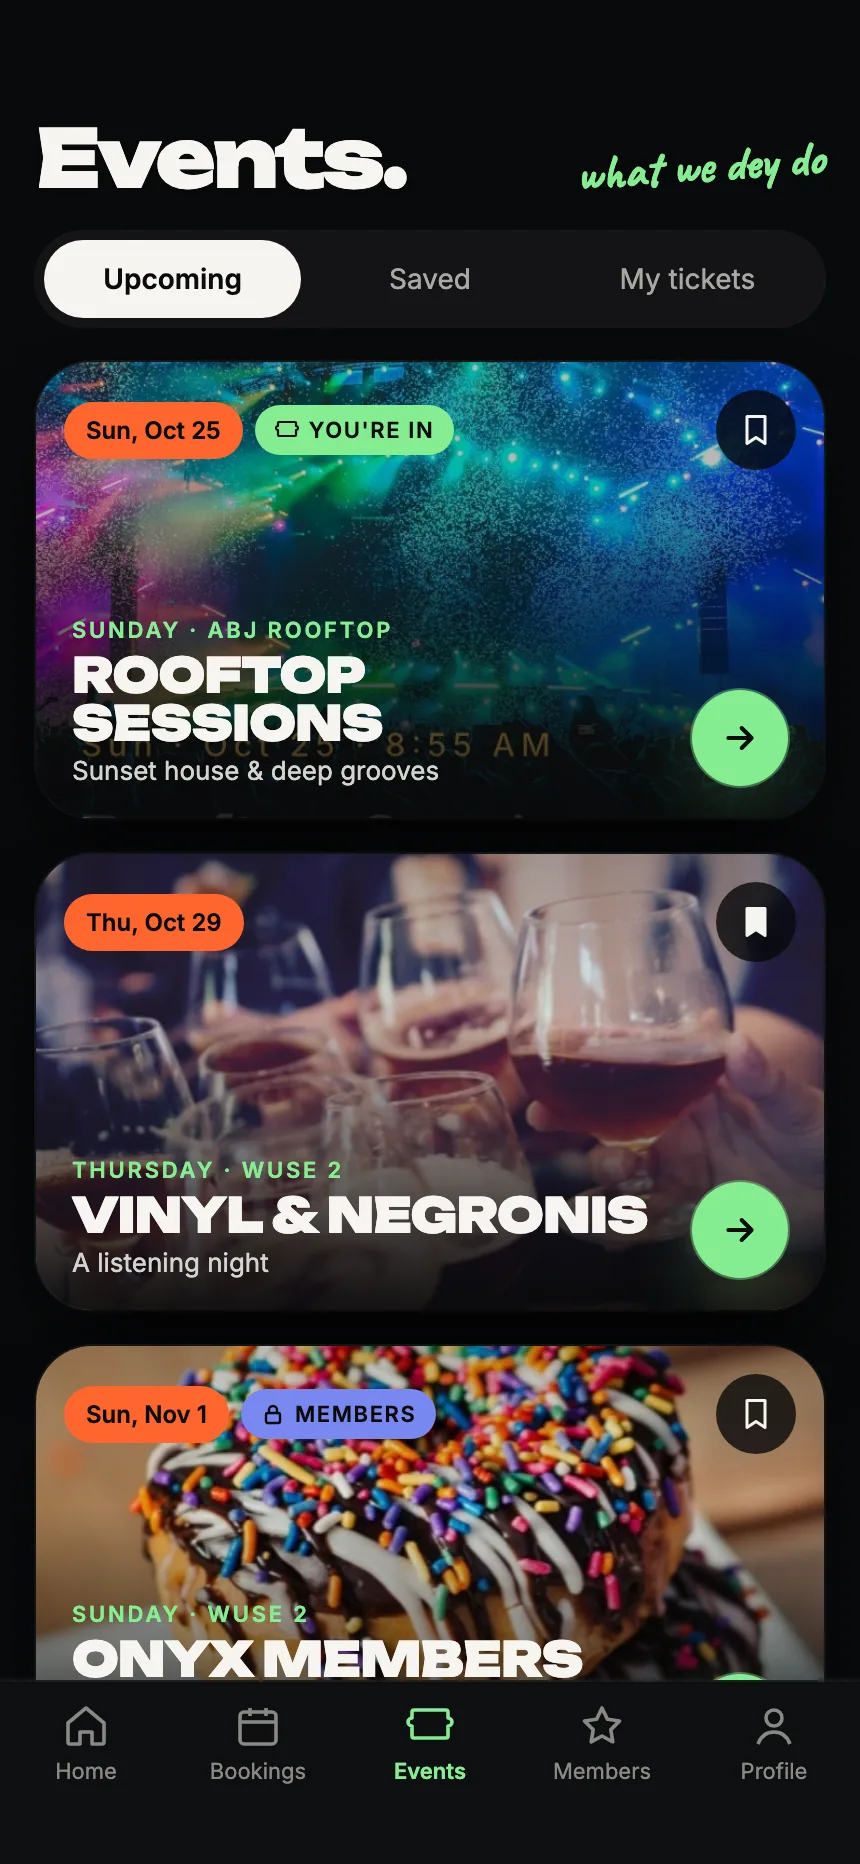 Events.
what we dey do
Upcoming
Saved
My tickets
Sun, Oct 25
YOU'RE IN
SUNDAY · ABJ ROOFTOP
ROOFTOP
SESSIONS
Sun · Oct 25 · 8:55 AM
Sunset house & deep grooves
Thu, Oct 29
THURSDAY · WUSE 2
VINYL & NEGRONIS
A listening night
Sun, Nov 1
MEMBERS
SUNDAY · WUSE 2
ONYX MEMBERS
Home
Bookings
Events
Members
Profile